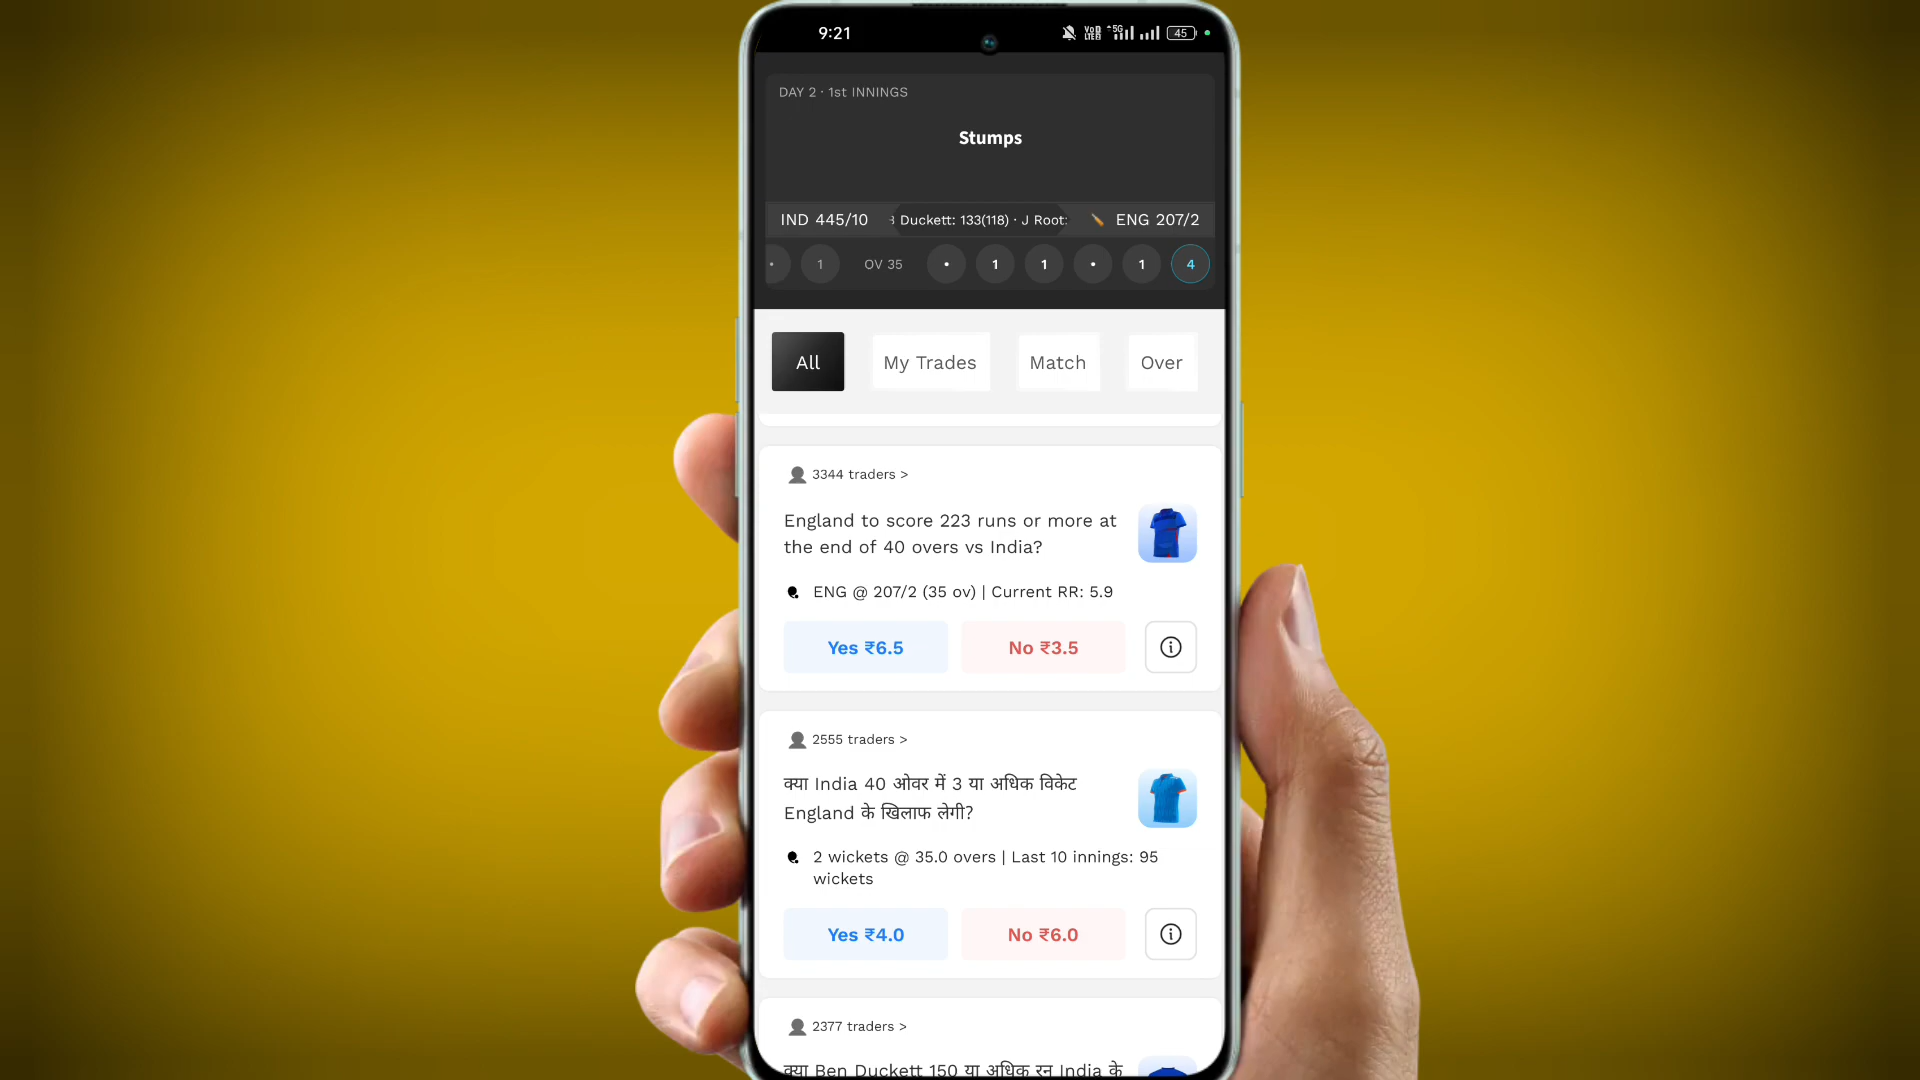 9:21
VoD LTE2 5G 45
DAY 2 · 1st INNINGS
Stumps
IND 445/10 Duckett: 133(118) · J Root: ENG 207/2
1 OV 35 • 1 1 • 1 4
All My Trades Match Over
3344 traders >
England to score 223 runs or more at
the end of 40 overs vs India?
ENG @ 207/2 (35 ov) | Current RR: 5.9
Yes ₹6.5 No ₹3.5
2555 traders >
क्या India 40 ओवर में 3 या अधिक विकेट
England के खिलाफ लेगी?
2 wickets @ 35.0 overs | Last 10 innings: 95
wickets
Yes ₹4.0 No ₹6.0
2377 traders >
क्या Ben Duckett 150 या अधिक रन India के